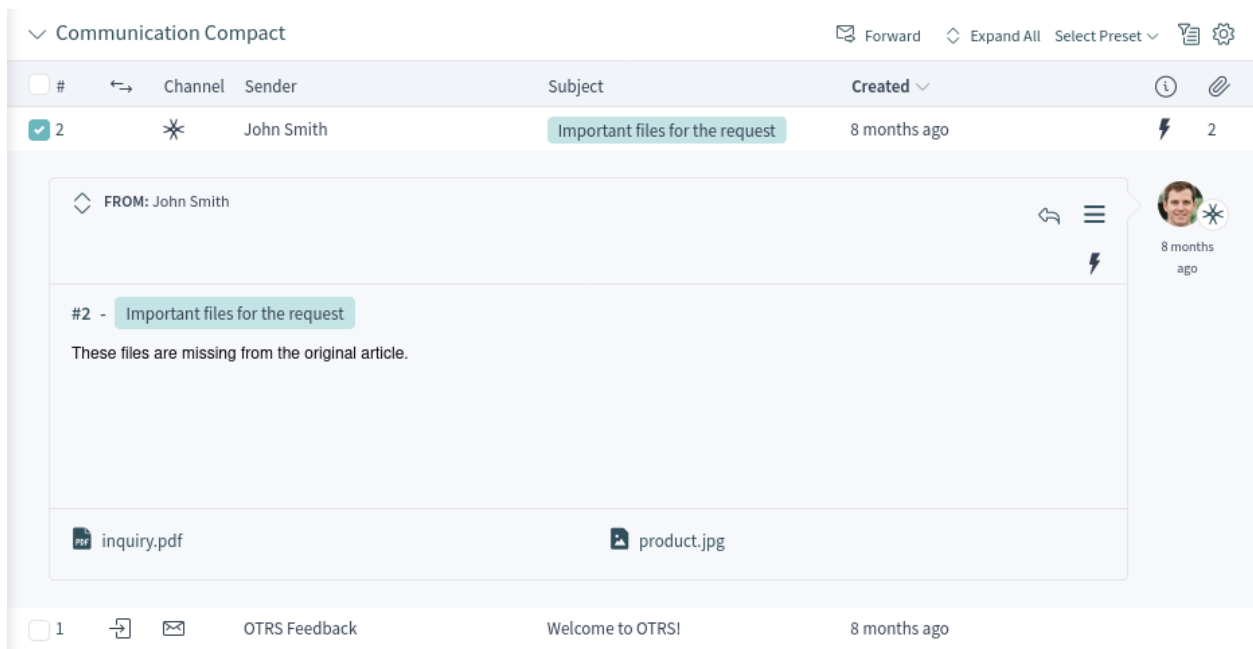 Communication Compact Forward Expand All Select Preset
# Channel Sender Subject Created
2 John Smith Important files for the request 8 months ago 2
FROM: John Smith
8 months
ago
#2 - Important files for the request
These files are missing from the original article.
PDF inquiry.pdf product.jpg
1 OTRS Feedback Welcome to OTRS! 8 months ago